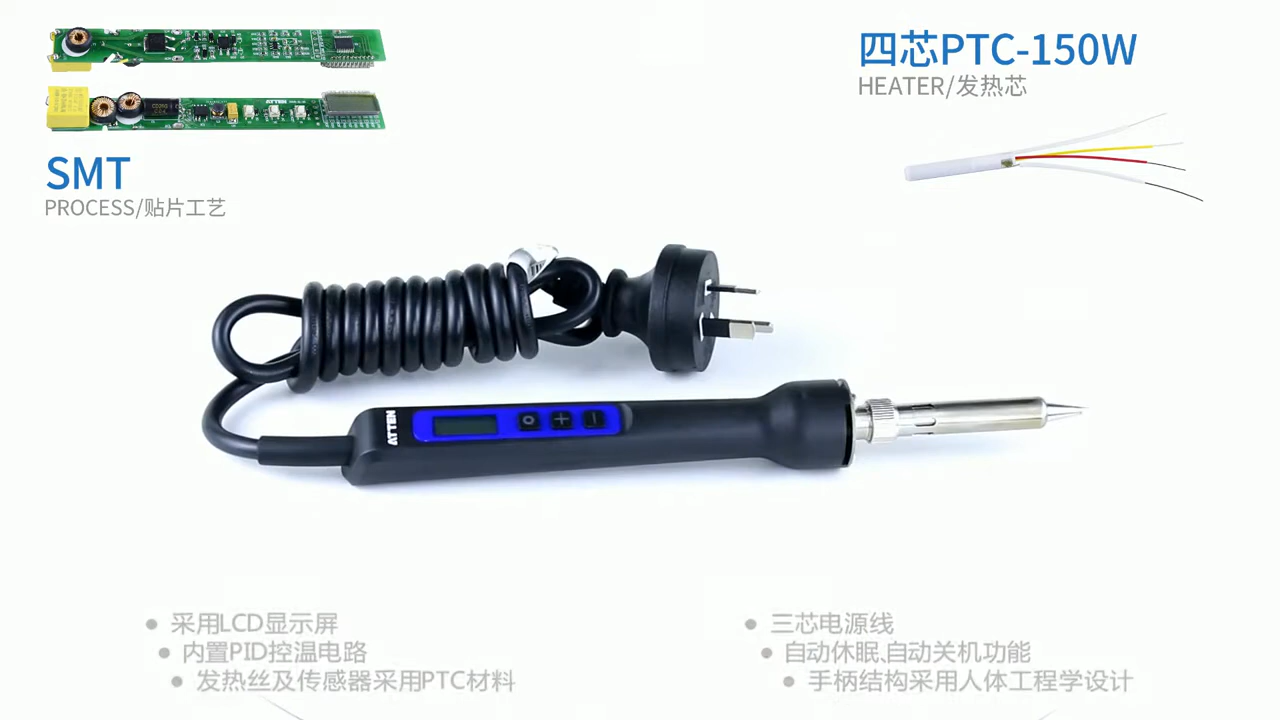 ATTEN
四芯PTC-150W
HEATER/发热芯
SMT
PROCESS/贴片工艺
ATTEN
采用LCD显示屏
内置PID控温电路
发热丝及传感器采用PTC材料
三芯电源线
自动休眠、自动关机功能
手柄结构采用人体工程学设计